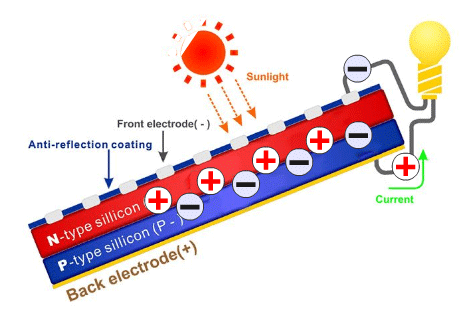 Sunlight
Front electrode( - )
Anti-reflection coating
N-type sillicon (
P-type sillicon (P - )
Back electrode(+)
Current